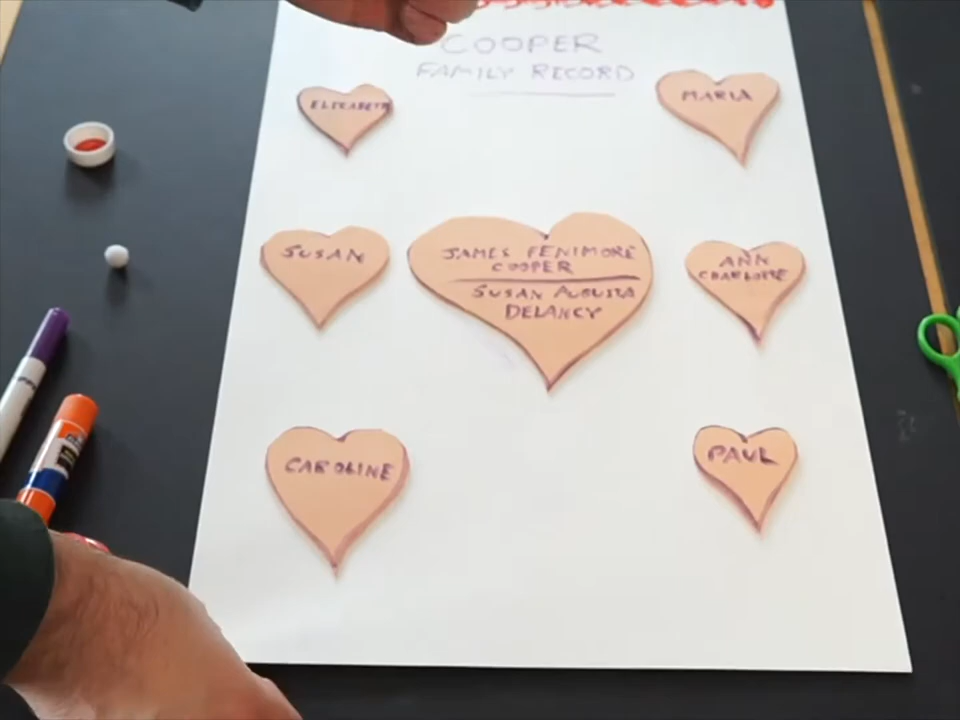 COOPER
FAMILY RECORD
ELIZABETH
MARIA
SUSAN
JAMES FENIMORE
COOPER
SUSAN AUGUSTA
DELANCY
ANN
CHARLOTTE
CAROLINE
PAUL